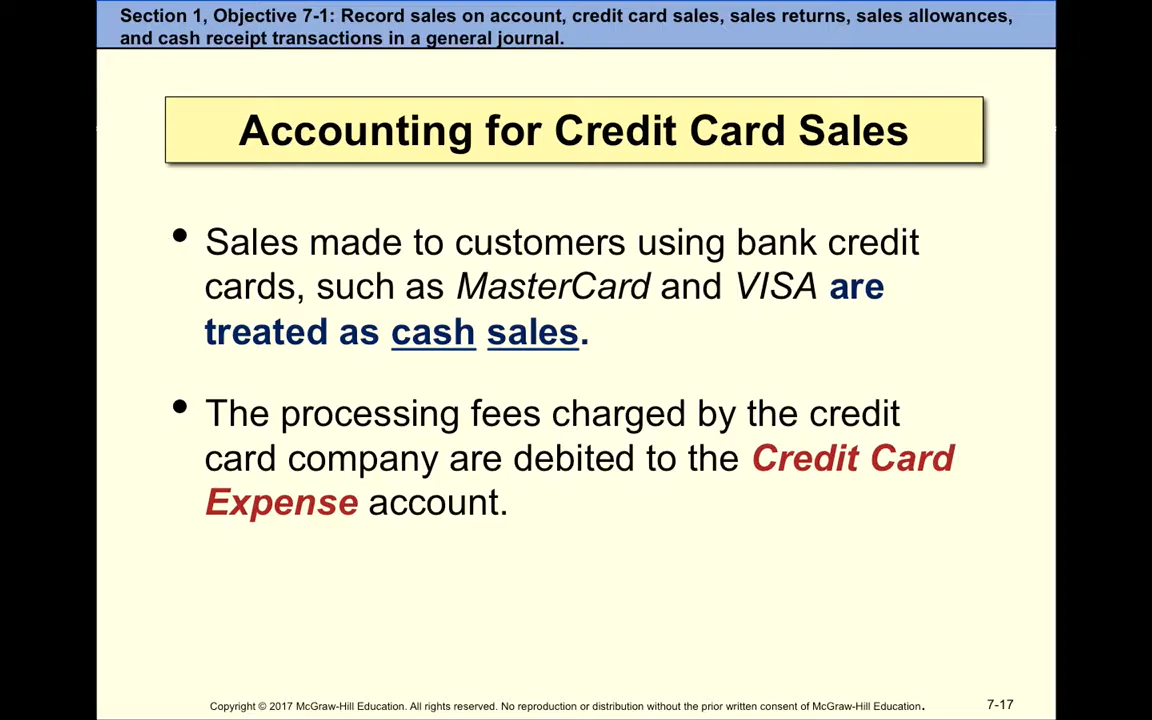 Section 1, Objective 7-1: Record sales on account, credit card sales, sales returns, sales allowances,
and cash receipt transactions in a general journal.
Accounting for Credit Card Sales
• Sales made to customers using bank credit
cards, such as MasterCard and VISA are
treated as cash sales.
• The processing fees charged by the credit
card company are debited to the Credit Card
Expense account.
Copyright © 2017 McGraw-Hill Education. All rights reserved. No reproduction or distribution without the prior written consent of McGraw-Hill Education. 7-17